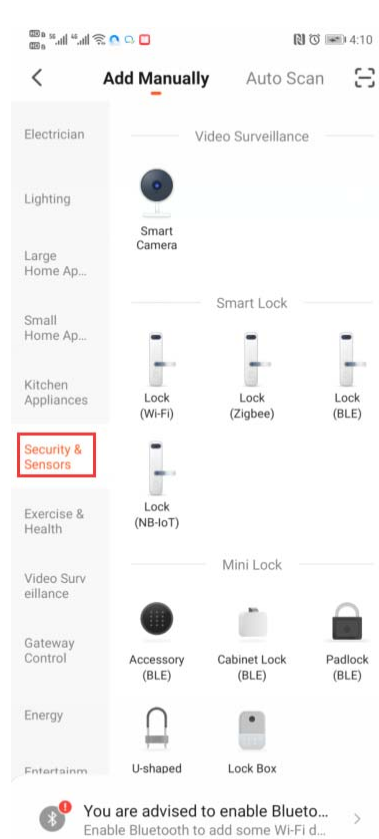 4:10
Add Manually Auto Scan
Electrician
Lighting
Large
Home Ap...
Small
Home Ap...
Kitchen
Appliances
Security &
Sensors
Exercise &
Health
Video Surv
eillance
Gateway
Control
Energy
Entertainm
Video Surveillance
Smart
Camera
Smart Lock
Lock
(Wi-Fi)
Lock
(Zigbee)
Lock
(BLE)
Lock
(NB-IoT)
Mini Lock
Accessory
(BLE)
Cabinet Lock
(BLE)
Padlock
(BLE)
U-shaped
Lock Box
You are advised to enable Blueto...
Enable Bluetooth to add some Wi-Fi d...